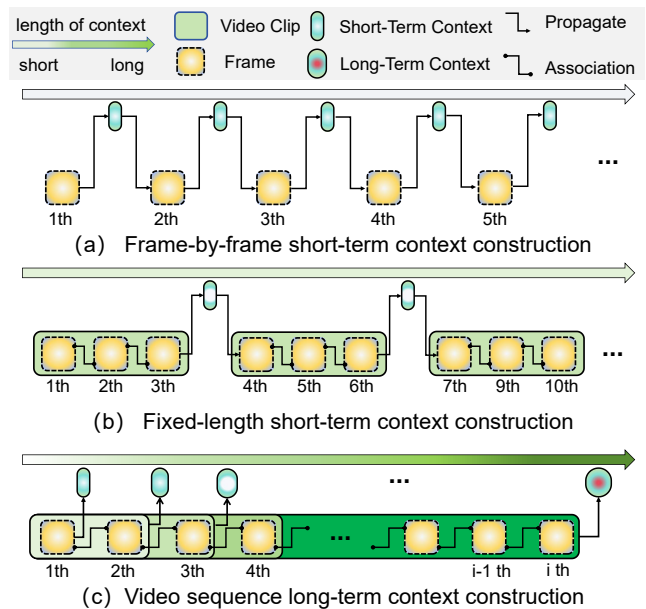 length of context
short long
Video Clip
Frame
Short-Term Context
Long-Term Context
Propagate
Association
...
1th 2th 3th 4th 5th
(a) Frame-by-frame short-term context construction
...
1th 2th 3th 4th 5th 6th 7th 9th 10th
(b) Fixed-length short-term context construction
...
...
1th 2th 3th 4th i-1 th i th
(c) Video sequence long-term context construction